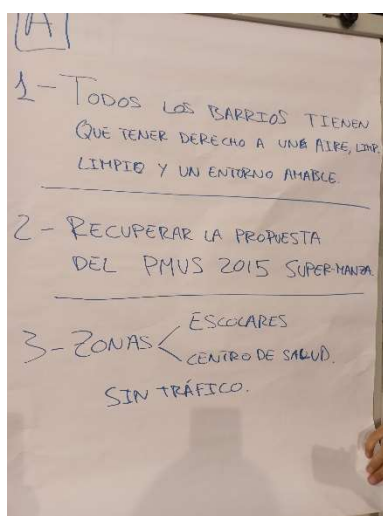 [A]
1 - TODOS LOS BARRIOS TIENEN
QUE TENER DERECHO A UNA AIRE, LIMP.
LIMPIO Y UN ENTORNO AMABLE.
2 - RECUPERAR LA PROPUESTA
DEL PMUS 2015 SUPER-MANZA.
3 - ZONAS < ESCOLARES
CENTRO DE SALUD.
SIN TRÁFICO.